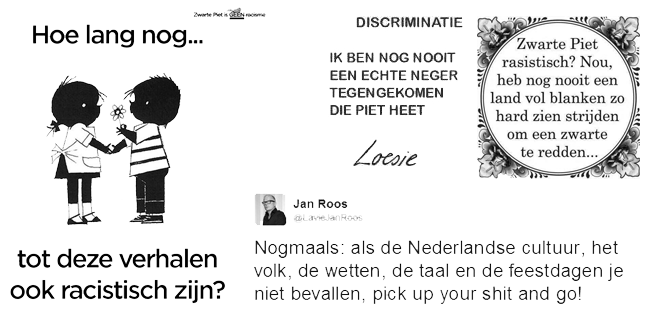 Zwarte Piet is GEEN racisme
Hoe lang nog...
tot deze verhalen
ook racistisch zijn?
DISCRIMINATIE
IK BEN NOG NOOIT
EEN ECHTE NEGER
TEGENGEKOMEN
DIE PIET HEET
Loesie
Zwarte Piet
rasistisch? Nou,
heb nog nooit een
land vol blanken zo
hard zien strijden
om een zwarte
te redden...
Jan Roos
@LavieJanRoos
Nogmaals: als de Nederlandse cultuur, het
volk, de wetten, de taal en de feestdagen je
niet bevallen, pick up your shit and go!